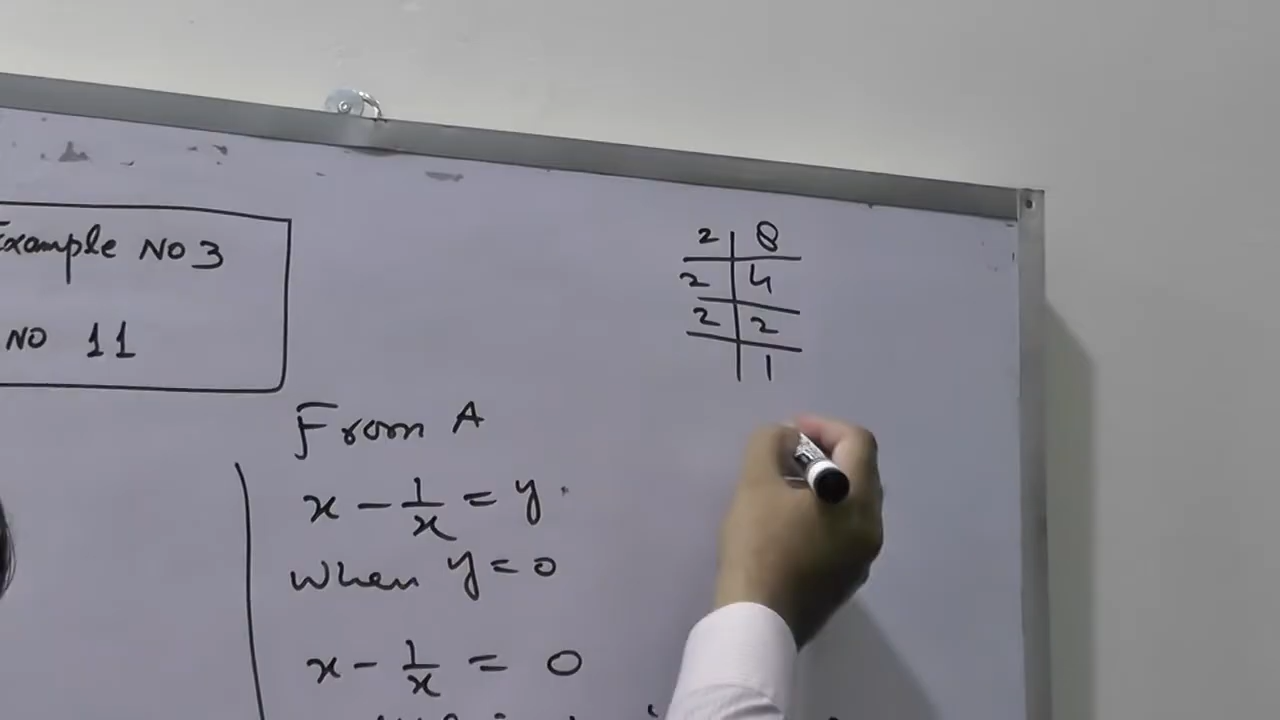 Example NO 3
NO 11
2 | 8
2 | 4
2 | 2
| 1
From A
x - 1/x = y
When y = 0
x - 1/x = 0